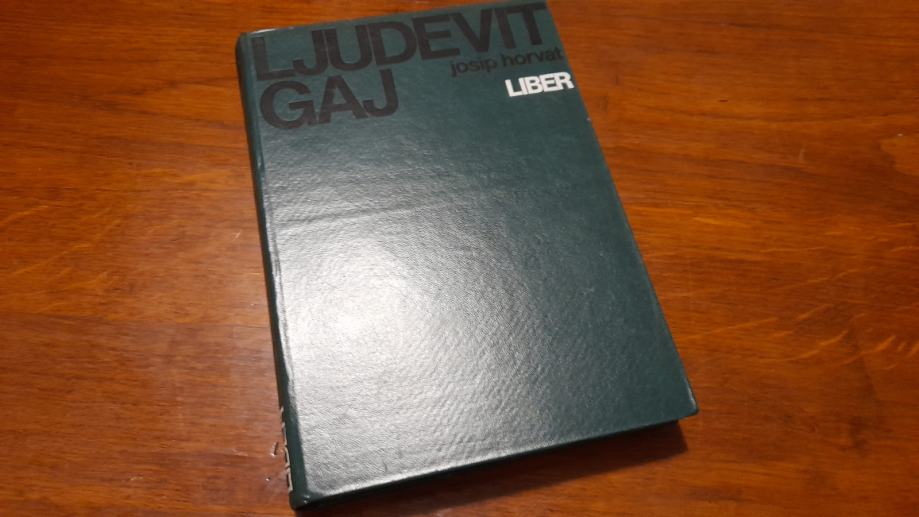 LJUDEVIT
josip horvat
GAJ
LIBER